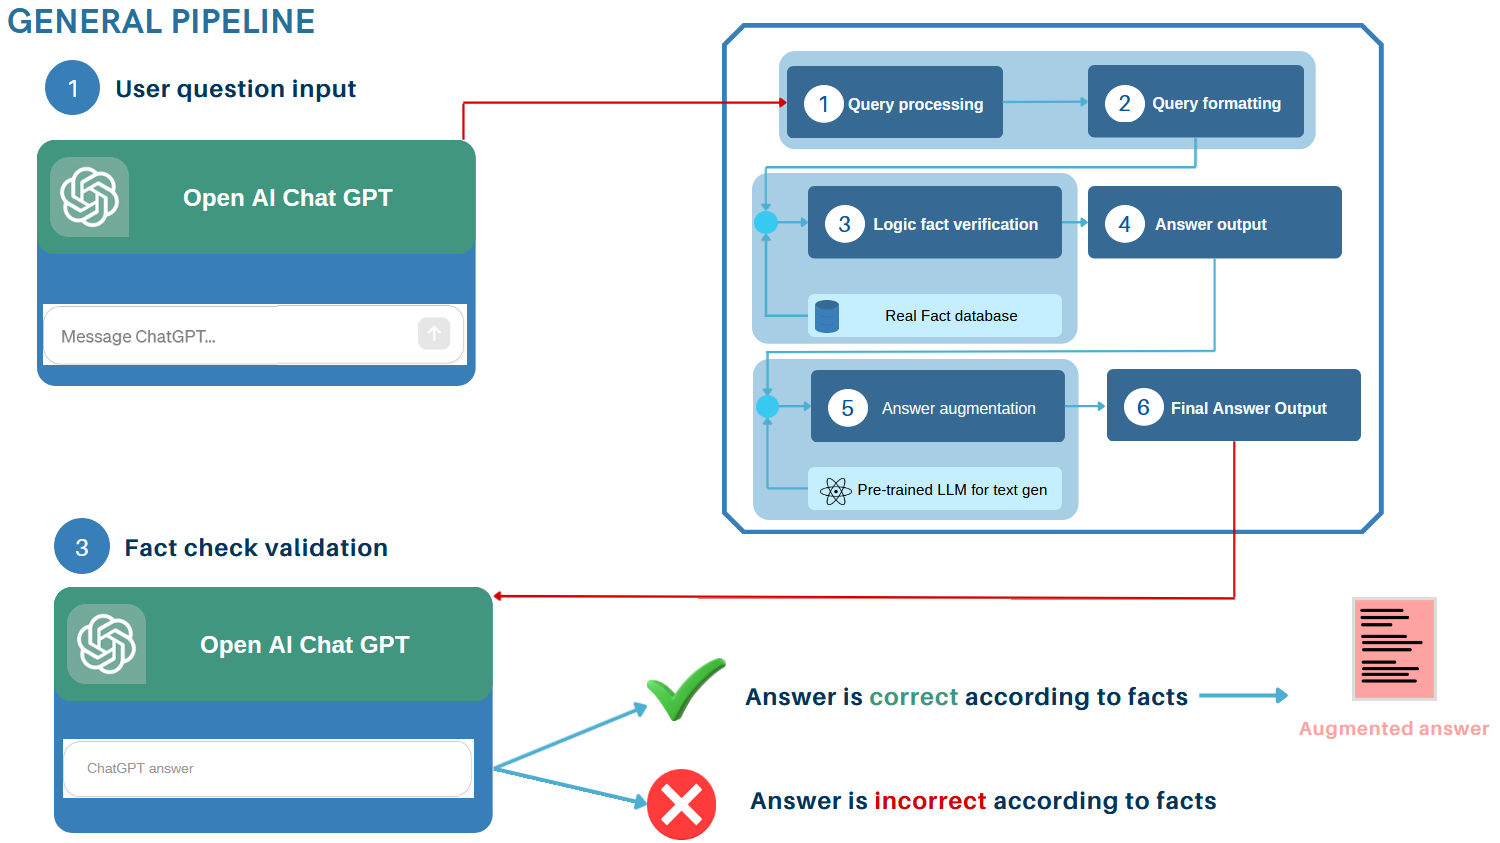 GENERAL PIPELINE
1 User question input
Open AI Chat GPT
Message ChatGPT...
1 Query processing
2 Query formatting
3 Logic fact verification
4 Answer output
Real Fact database
5 Answer augmentation
6 Final Answer Output
Pre-trained LLM for text gen
3 Fact check validation
Open AI Chat GPT
ChatGPT answer
Answer is correct according to facts
Augmented answer
Answer is incorrect according to facts